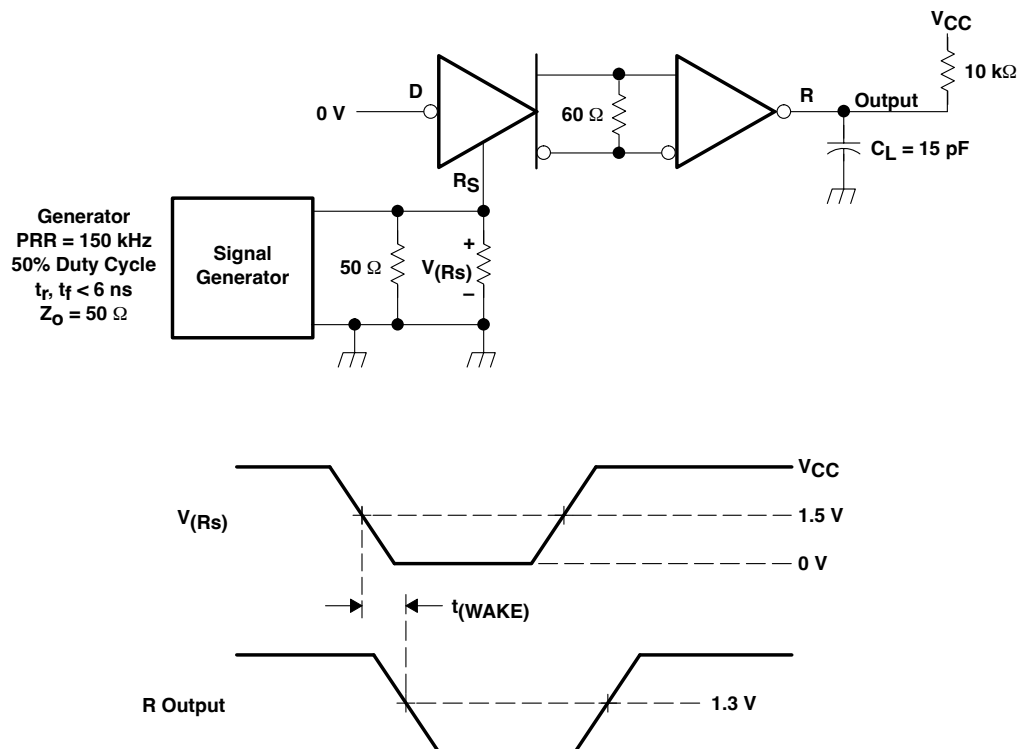 VCC
10 kΩ
D
R
Output
0 V
60 Ω
CL = 15 pF
RS
Generator
PRR = 150 kHz
50% Duty Cycle
tr, tf < 6 ns
Zo = 50 Ω
Signal
Generator
50 Ω
+
V(Rs)
–
VCC
V(Rs)
1.5 V
0 V
t(WAKE)
R Output
1.3 V